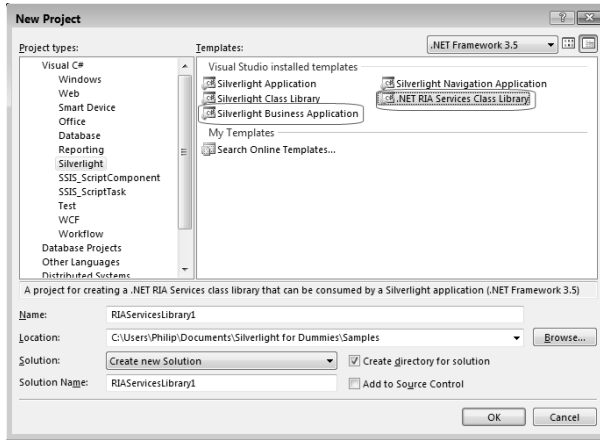 New Project
Project types:
Templates:
.NET Framework 3.5
Visual C#
Windows
Web
Smart Device
Office
Database
Reporting
Silverlight
SSIS_ScriptComponent
SSIS_ScriptTask
Test
WCF
Workflow
Database Projects
Other Languages
Distributed Systems
Visual Studio installed templates
Silverlight Application
Silverlight Navigation Application
Silverlight Class Library
.NET RIA Services Class Library
Silverlight Business Application
My Templates
Search Online Templates...
A project for creating a .NET RIA Services class library that can be consumed by a Silverlight application (.NET Framework 3.5)
Name: RIAServicesLibrary1
Location: C:\Users\Philip\Documents\Silverlight for Dummies\Samples Browse...
Solution: Create new Solution Create directory for solution
Solution Name: RIAServicesLibrary1 Add to Source Control
OK Cancel